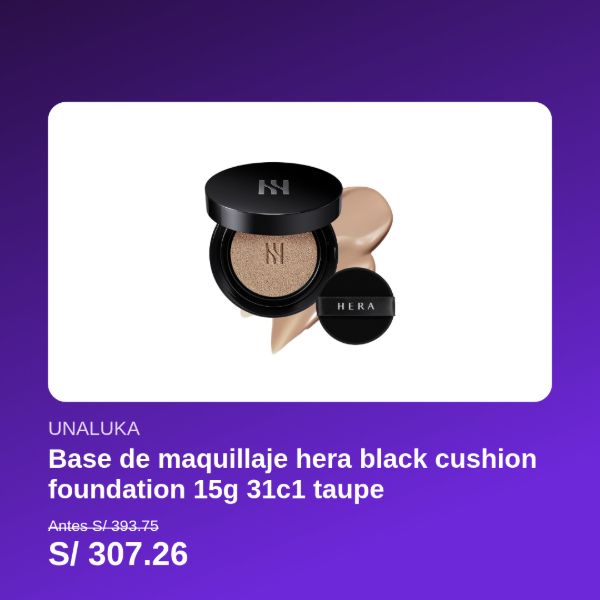 HERA
UNALUKA
Base de maquillaje hera black cushion
foundation 15g 31c1 taupe
Antes S/ 393.75
S/ 307.26